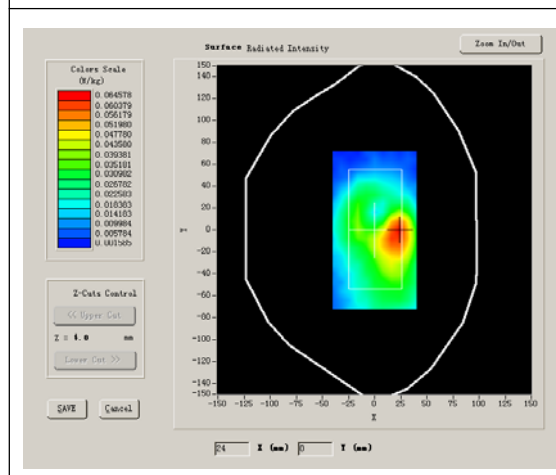 Surface Radiated Intensity
Zoom In/Out
Colors Scale
(W/kg)
0.064578
0.060379
0.056179
0.051980
0.047780
0.043580
0.039381
0.035181
0.030982
0.026782
0.022583
0.018383
0.014183
0.009984
0.005784
0.001585
Z-Cuts Control
<< Upper Cut
Z = 4.0 mm
Lower Cut >>
SAVE Cancel
150
140
120
100
80
60
40
20
0
-20
-40
-60
-80
-100
-120
-140
-150
Y
-150 -125 -100 -75 -50 -25 0 25 50 75 100 125 150
X
24 X (mm) 0 Y (mm)